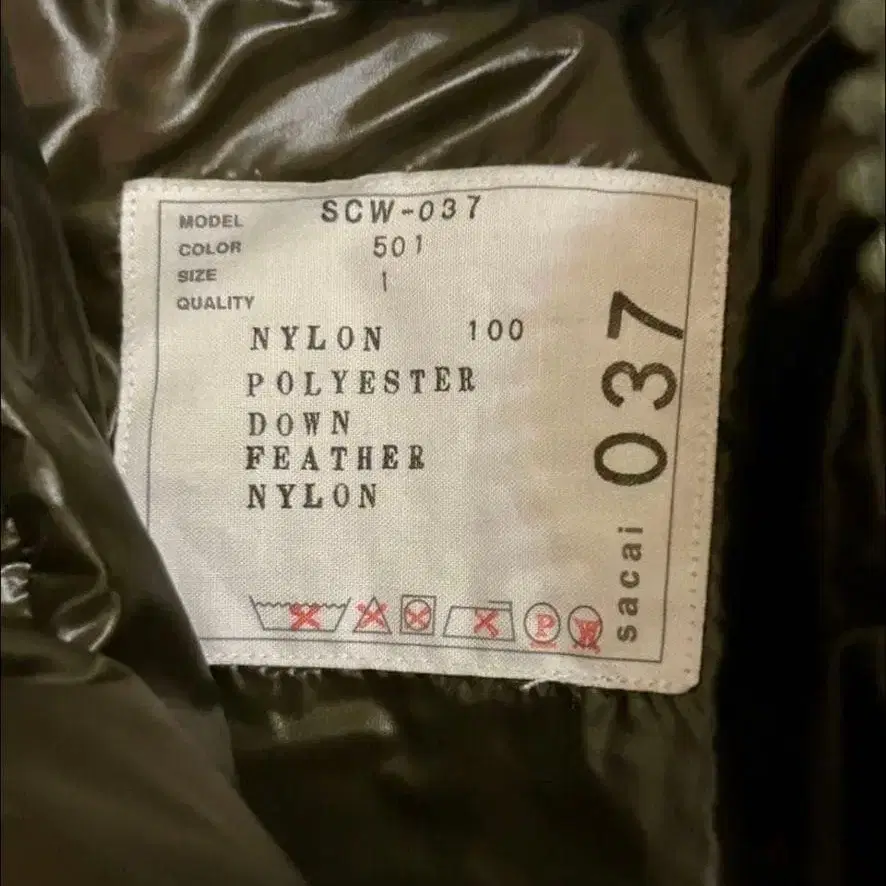 MODEL SCW-037
COLOR 501
SIZE 1
QUALITY
NYLON 100
POLYESTER
DOWN
FEATHER
NYLON
P W
sacai 037